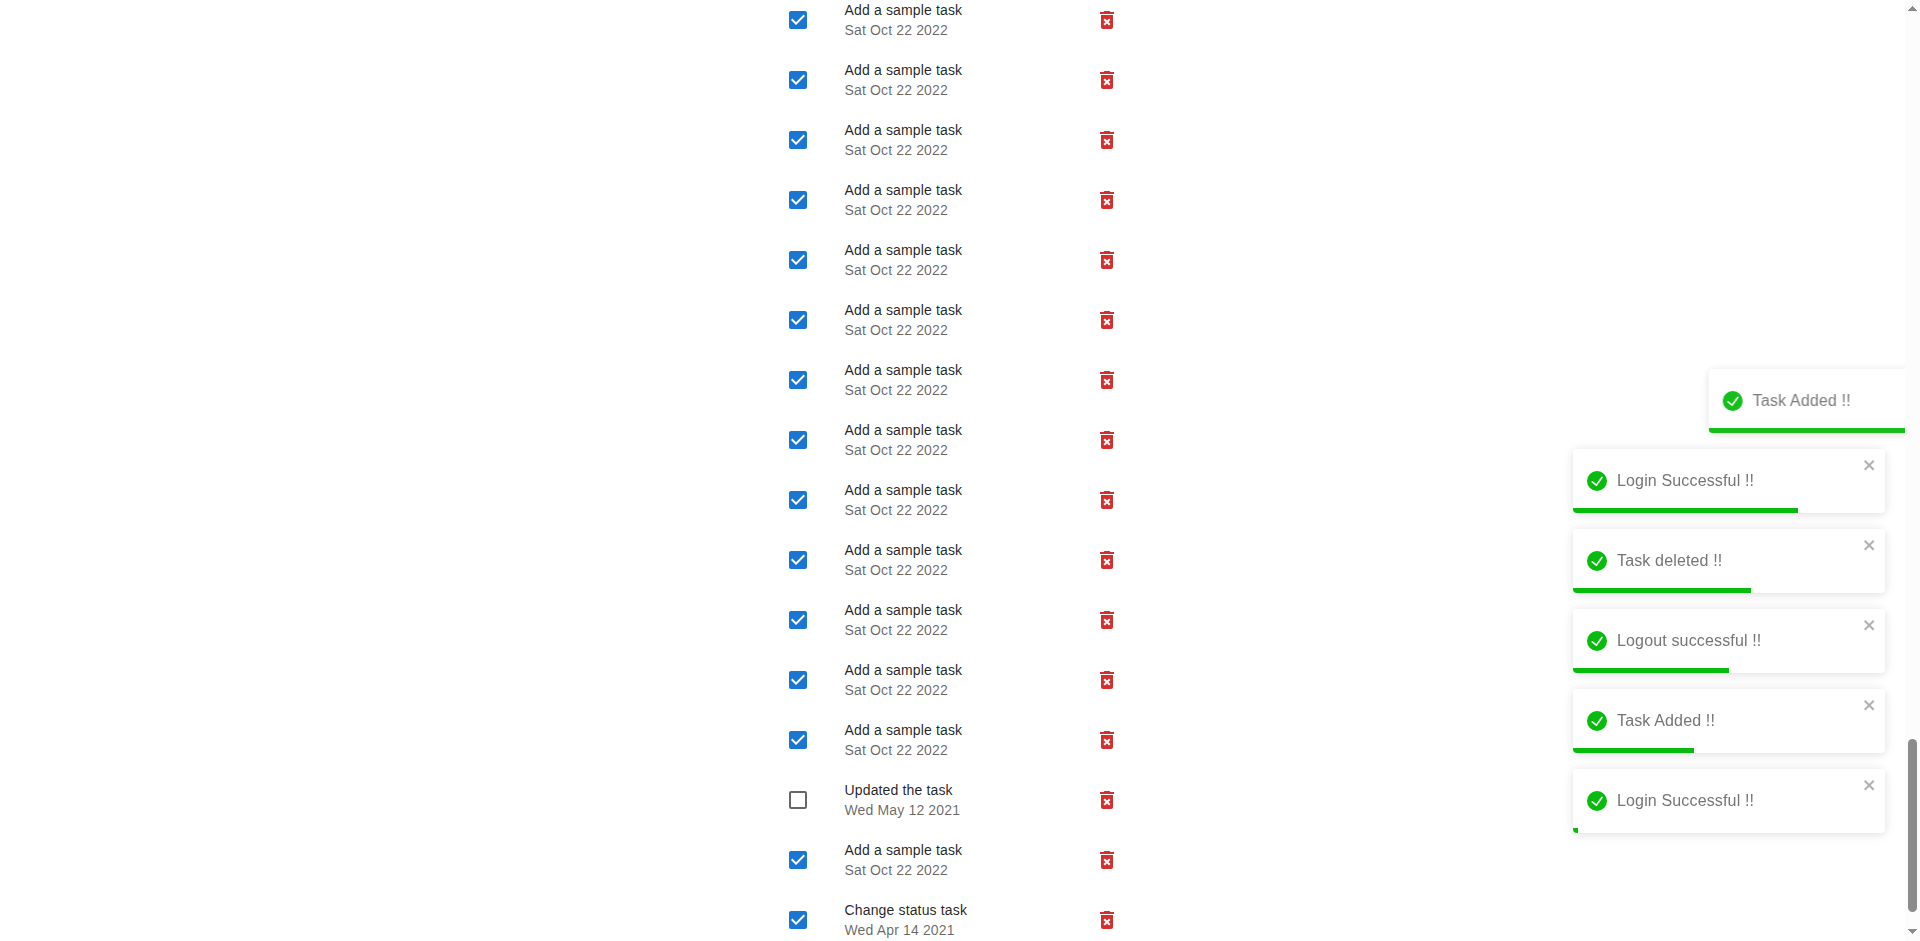 Add a sample task
Sat Oct 22 2022
Add a sample task
Sat Oct 22 2022
Add a sample task
Sat Oct 22 2022
Add a sample task
Sat Oct 22 2022
Add a sample task
Sat Oct 22 2022
Add a sample task
Sat Oct 22 2022
Add a sample task
Sat Oct 22 2022
Add a sample task
Sat Oct 22 2022
Add a sample task
Sat Oct 22 2022
Add a sample task
Sat Oct 22 2022
Add a sample task
Sat Oct 22 2022
Add a sample task
Sat Oct 22 2022
Add a sample task
Sat Oct 22 2022
Updated the task
Wed May 12 2021
Add a sample task
Sat Oct 22 2022
Change status task
Wed Apr 14 2021
Task Added !!
Login Successful !!
Task deleted !!
Logout successful !!
Task Added !!
Login Successful !!